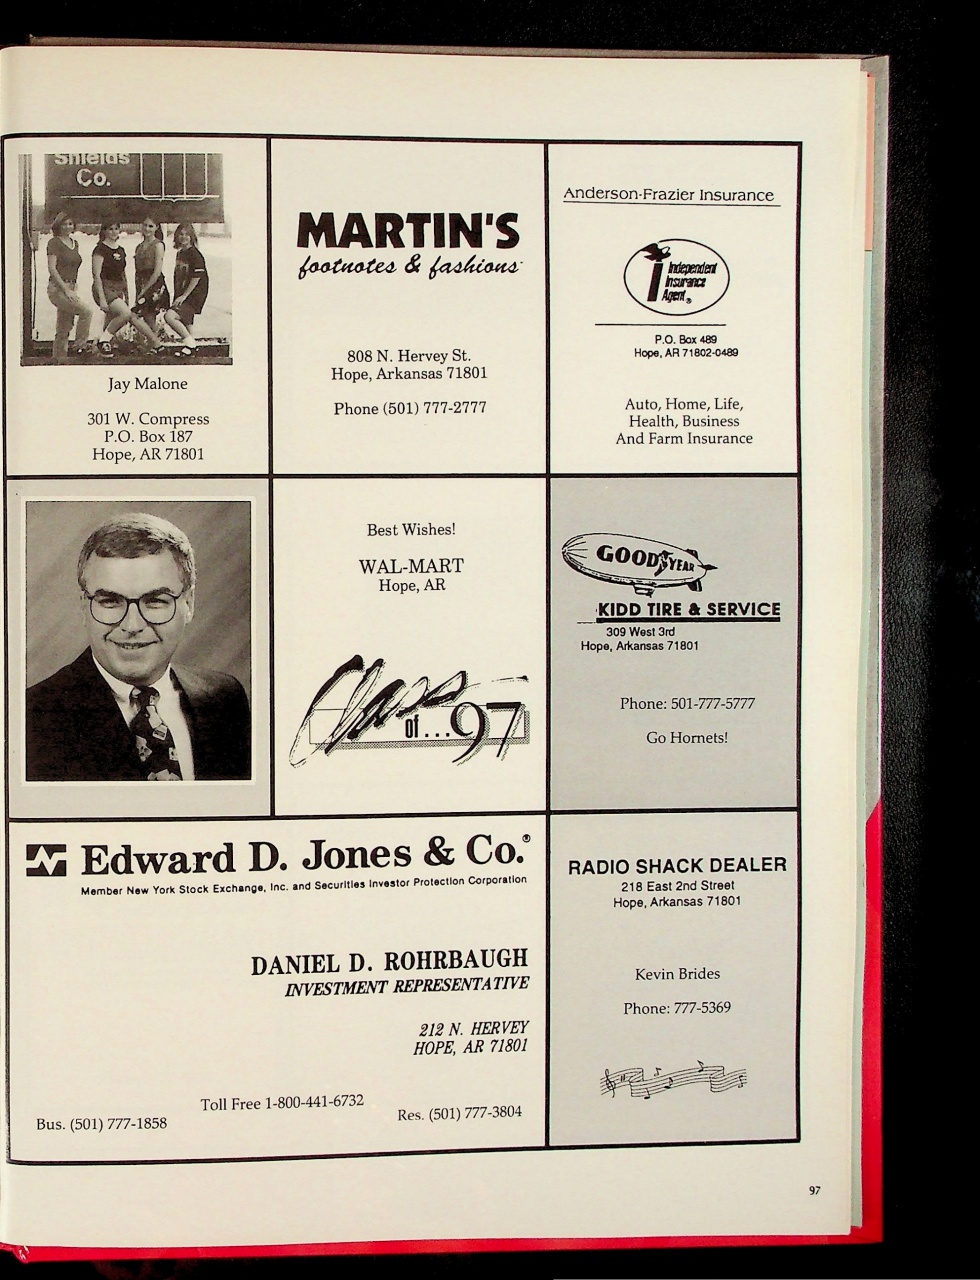 Shields
Co.
Jay Malone
301 W. Compress
P.O. Box 187
Hope, AR 71801
MARTIN'S
footnotes & fashions
808 N. Hervey St.
Hope, Arkansas 71801
Phone (501) 777-2777
Anderson-Frazier Insurance
Independent
Insurance
Agent ®
P.O. Box 489
Hope, AR 71802-0489
Auto, Home, Life,
Health, Business
And Farm Insurance
Best Wishes!
WAL-MART
Hope, AR
Class
of...97
GOODYEAR
KIDD TIRE & SERVICE
309 West 3rd
Hope, Arkansas 71801
Phone: 501-777-5777
Go Hornets!
Edward D. Jones & Co.®
Member New York Stock Exchange, Inc. and Securities Investor Protection Corporation
DANIEL D. ROHRBAUGH
INVESTMENT REPRESENTATIVE
212 N. HERVEY
HOPE, AR 71801
Toll Free 1-800-441-6732
Bus. (501) 777-1858
Res. (501) 777-3804
RADIO SHACK DEALER
218 East 2nd Street
Hope, Arkansas 71801
Kevin Brides
Phone: 777-5369
97